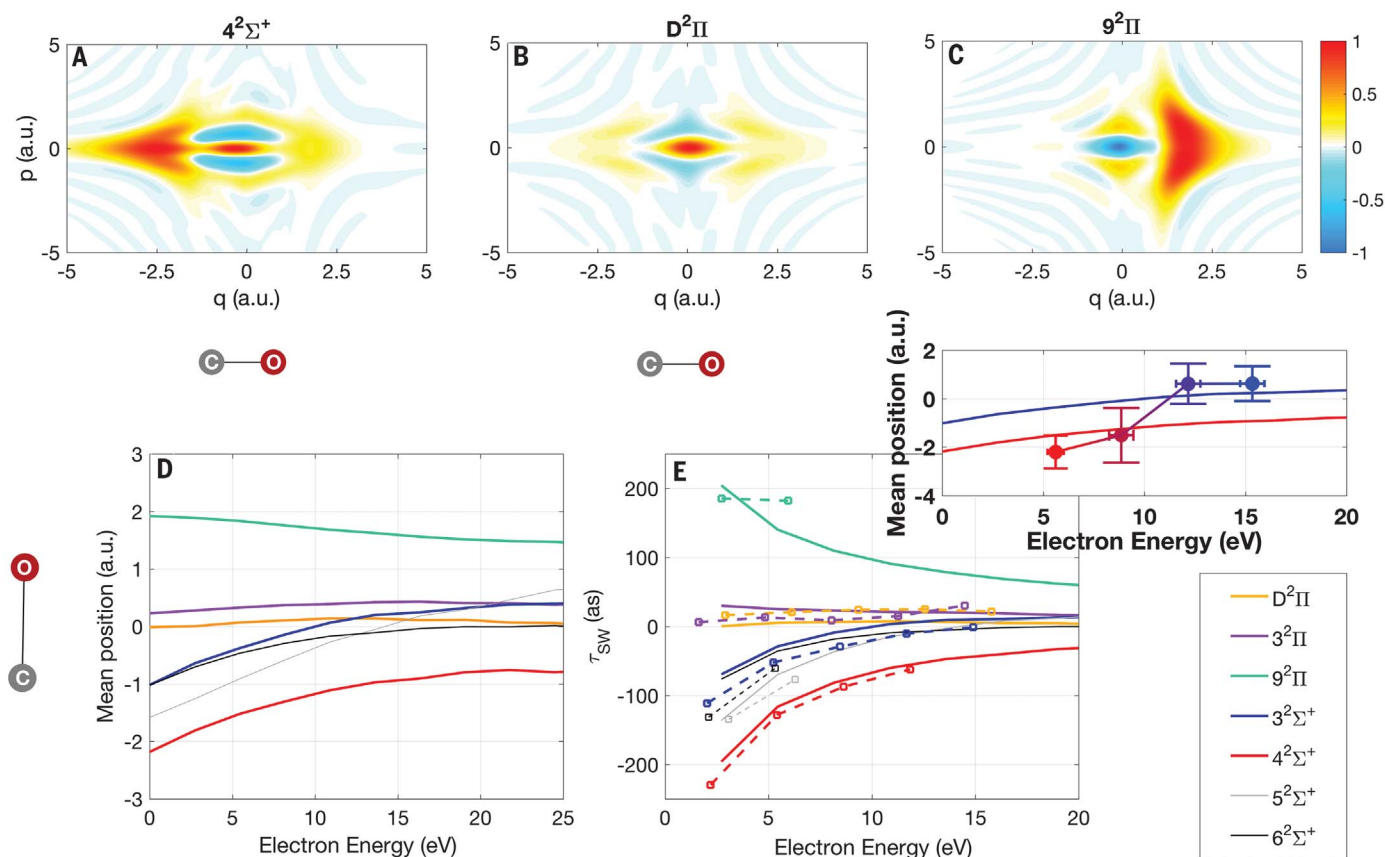 4²Σ⁺
D²Π
9²Π
A
B
C
5
0
-5
p (a.u.)
-5
-2.5
0
2.5
5
q (a.u.)
5
0
-5
-5
-2.5
0
2.5
5
q (a.u.)
5
0
-5
-5
-2.5
0
2.5
5
q (a.u.)
1
0.5
0
-0.5
-1
C O
C O
Mean position (a.u.)
2
0
-2
-4
0
5
10
15
20
Electron Energy (eV)
O
C
D
Mean position (a.u.)
3
2
1
0
-1
-2
-3
0
5
10
15
20
25
Electron Energy (eV)
E
τSW (as)
200
100
0
-100
-200
0
5
10
15
20
Electron Energy (eV)
D²Π
3²Π
9²Π
3²Σ⁺
4²Σ⁺
5²Σ⁺
6²Σ⁺